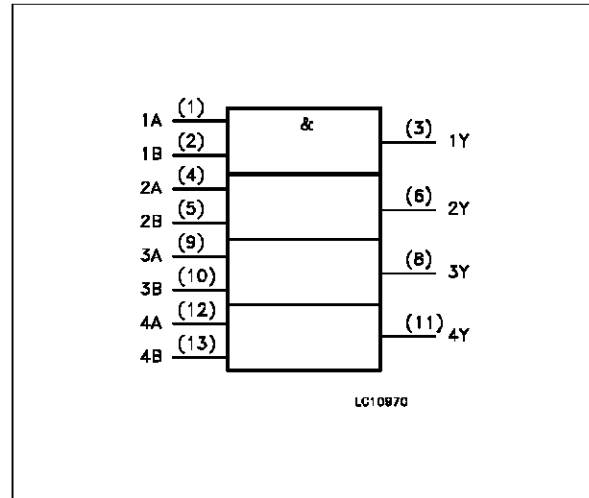 1A (1)
1B (2)
2A (4)
2B (5)
3A (9)
3B (10)
4A (12)
4B (13)
&
(3) 1Y
(6) 2Y
(8) 3Y
(11) 4Y
LC10970